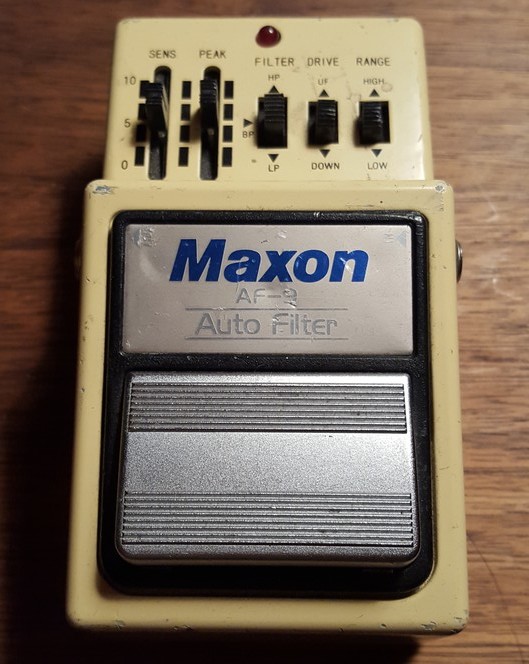 SENS PEAK FILTER DRIVE RANGE
10 HP UF HIGH
5 BP
0 LP DOWN LOW
Maxon
AF-9
Auto Filter